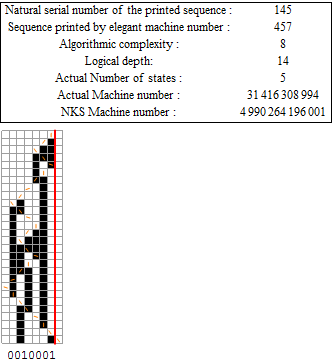 Natural serial number of the printed sequence : 145
Sequence printed by elegant machine number : 457
Algorithmic complexity : 8
Logical depth: 14
Actual Number of states : 5
Actual Machine number : 31 416 308 994
NKS Machine number : 4 990 264 196 001
0010001